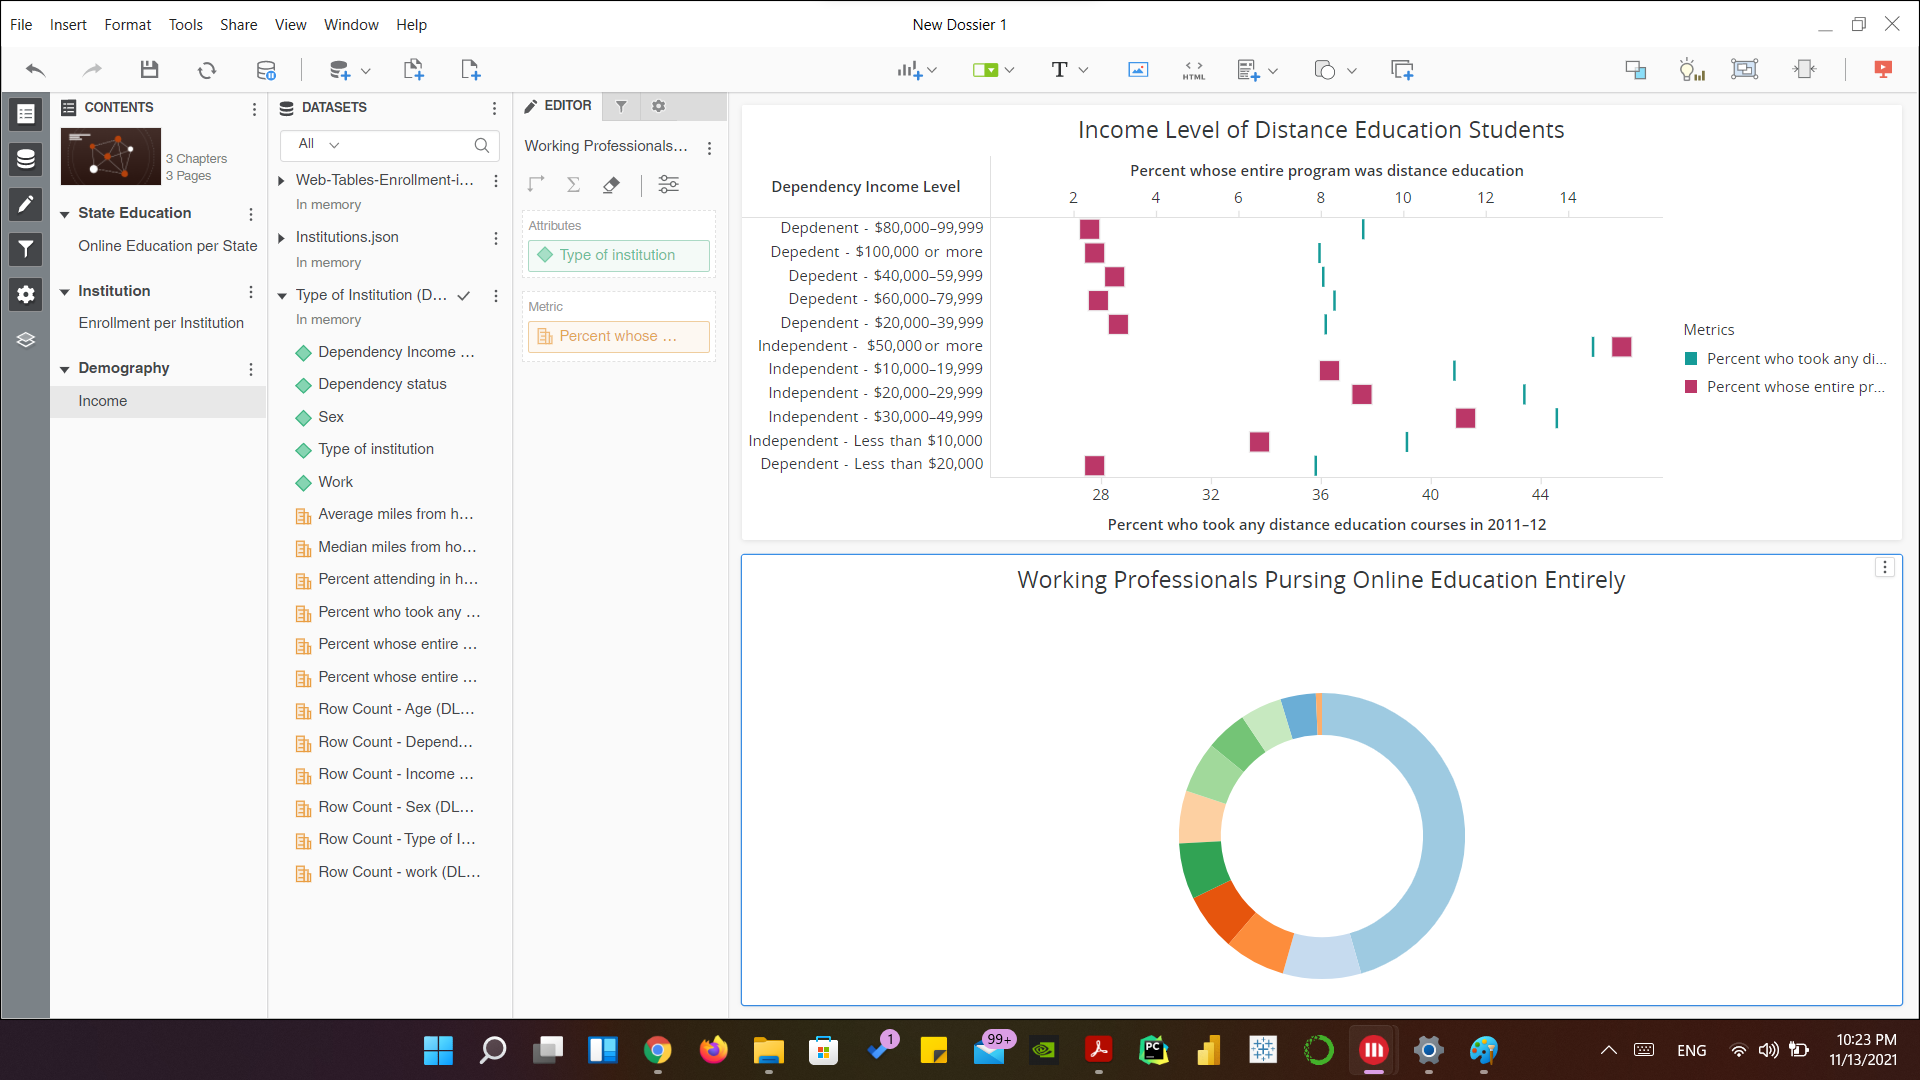 File Insert Format Tools Share View Window Help
New Dossier 1
HTML
CONTENTS
3 Chapters
3 Pages
State Education
Online Education per State
Institution
Enrollment per Institution
Demography
Income
DATASETS
All
Web-Tables-Enrollment-i...
In memory
Institutions.json
In memory
Type of Institution (D...
In memory
Dependency Income ...
Dependency status
Sex
Type of institution
Work
Average miles from h...
Median miles from ho...
Percent attending in h...
Percent who took any ...
Percent whose entire ...
Percent whose entire ...
Row Count - Age (DL...
Row Count - Depend...
Row Count - Income ...
Row Count - Sex (DL...
Row Count - Type of I...
Row Count - work (DL...
EDITOR
Working Professionals...
Attributes
Type of institution
Metric
Percent whose ...
Income Level of Distance Education Students
Percent whose entire program was distance education
Dependency Income Level
2 4 6 8 10 12 14
Depdenent - $80,000–99,999
Depedent - $100,000 or more
Depedent - $40,000–59,999
Depedent - $60,000–79,999
Dependent - $20,000–39,999
Independent - $50,000 or more
Independent - $10,000–19,999
Independent - $20,000–29,999
Independent - $30,000–49,999
Independent - Less than $10,000
Dependent - Less than $20,000
28 32 36 40 44
Percent who took any distance education courses in 2011–12
Metrics
Percent who took any di...
Percent whose entire pr...
Working Professionals Pursing Online Education Entirely
1
99+
PC
ENG
10:23 PM
11/13/2021